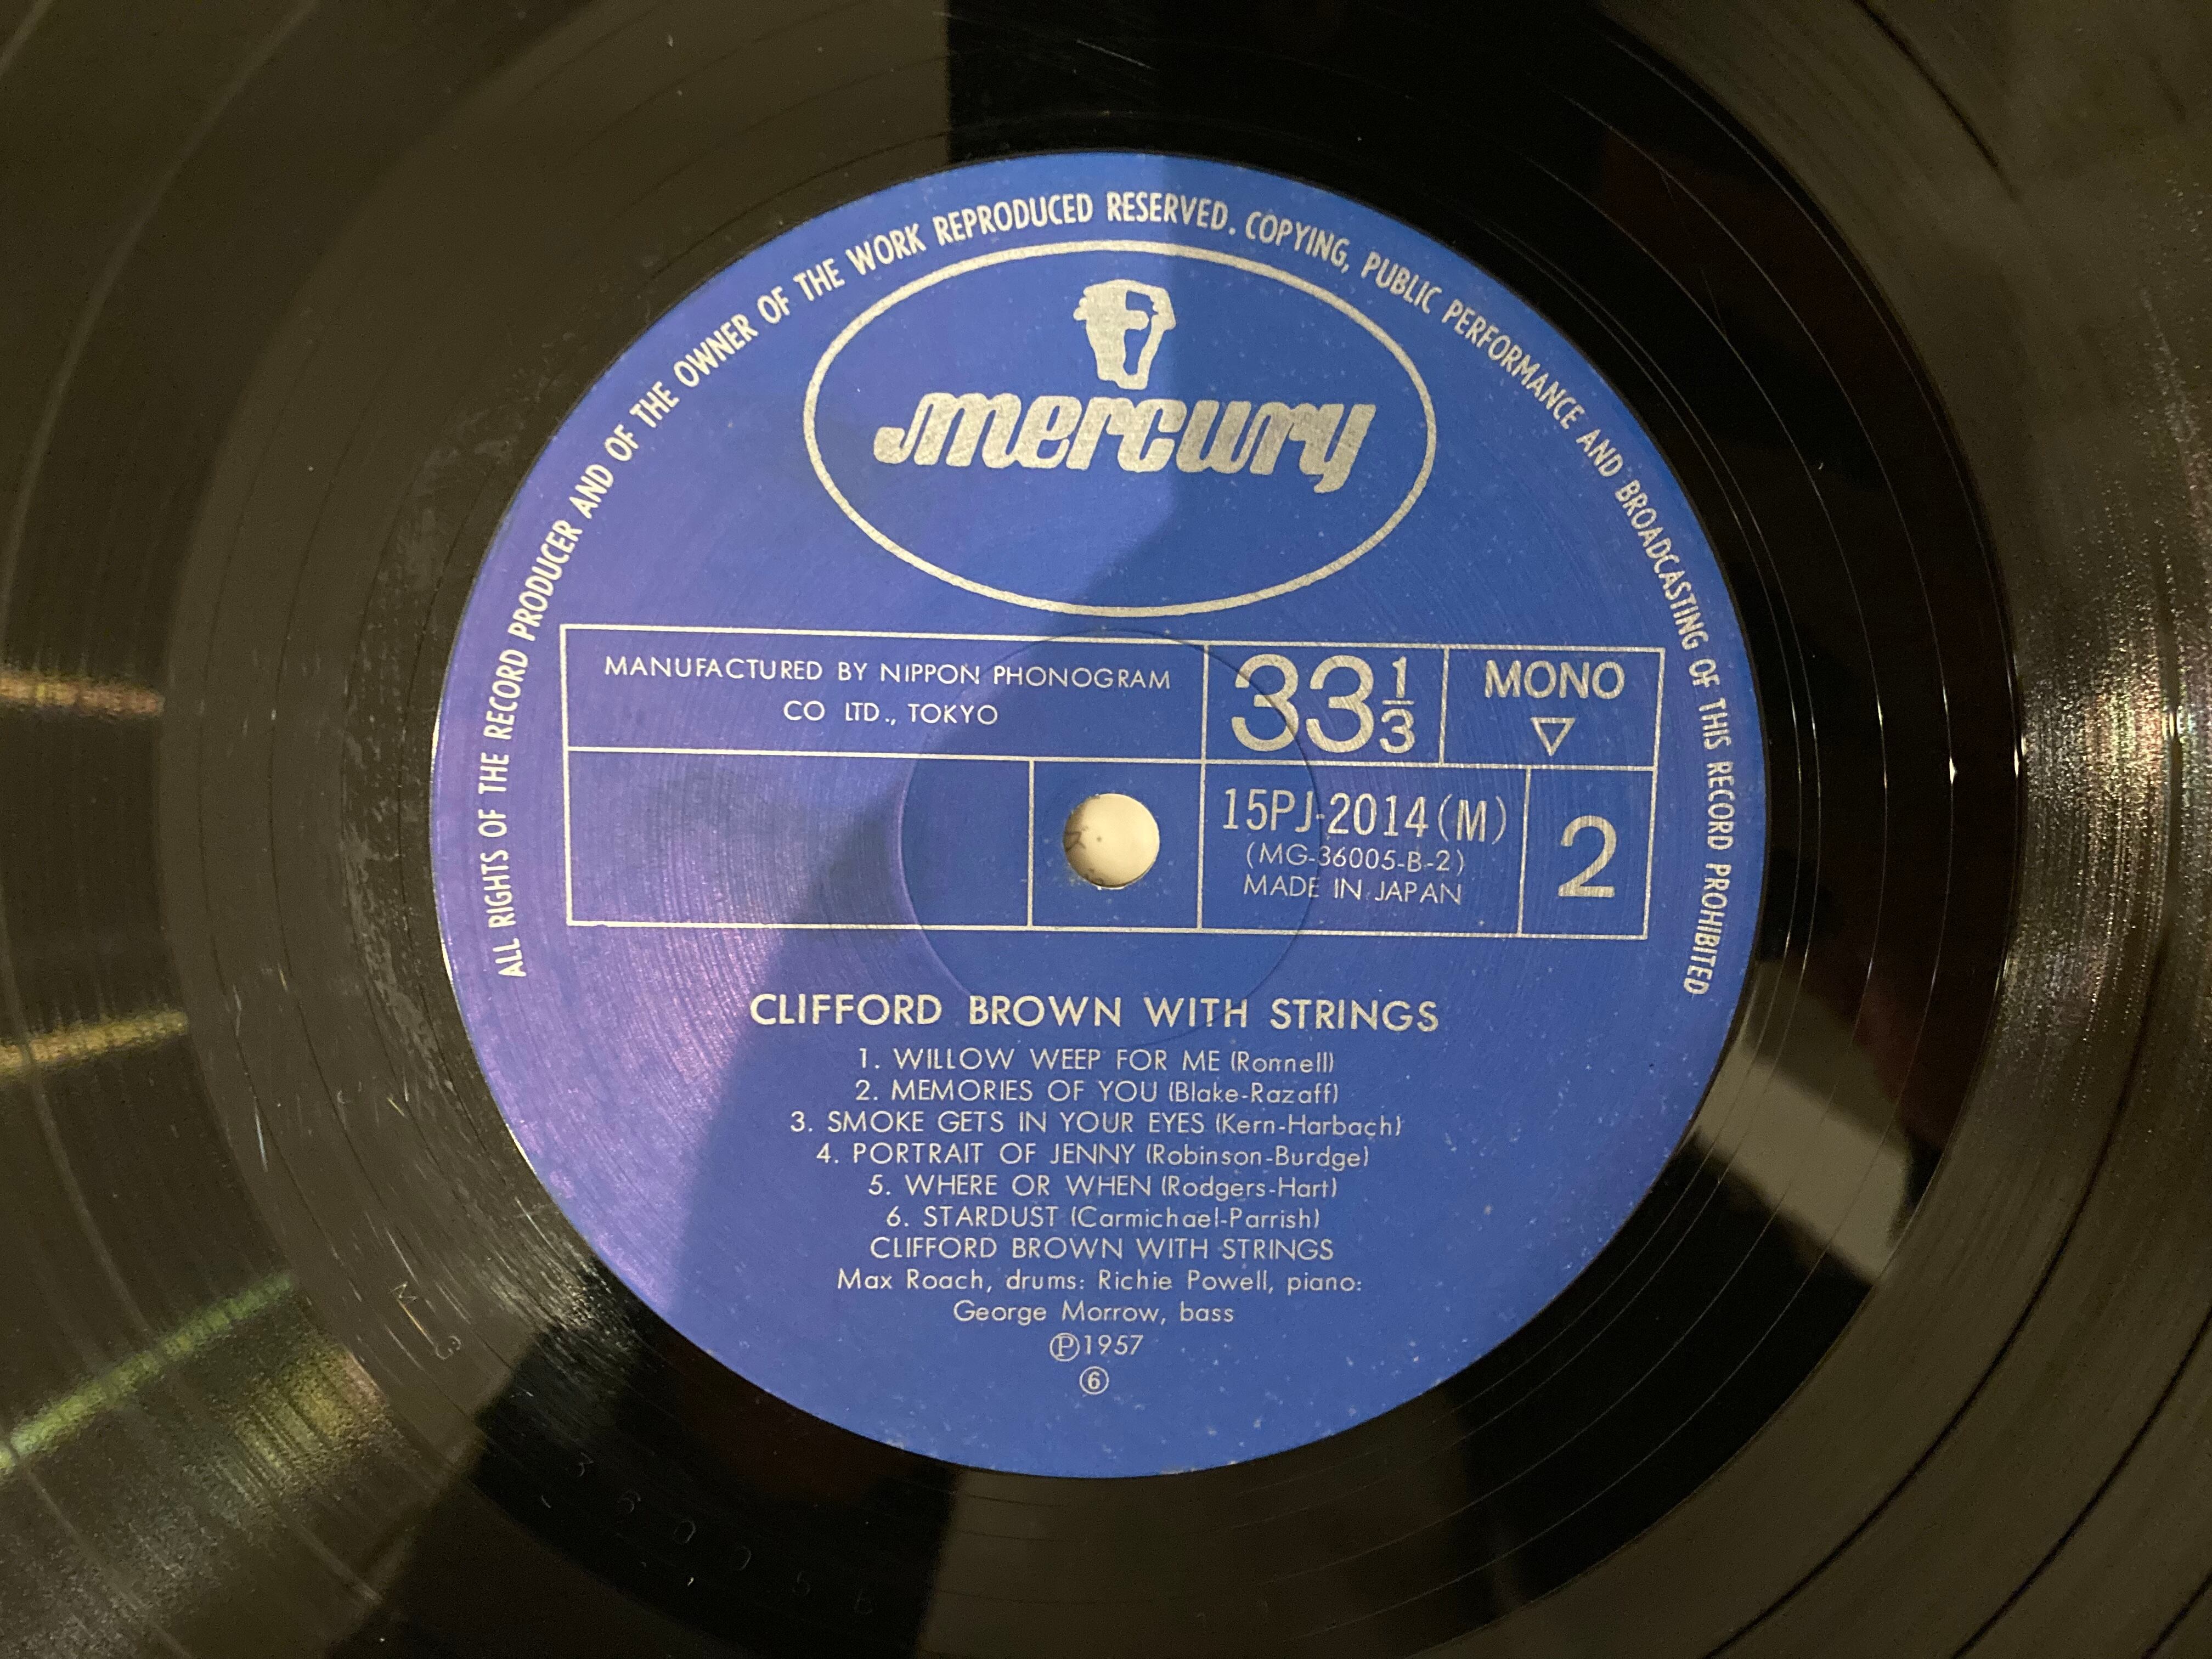 ALL RIGHTS OF THE RECORD PRODUCER AND OF THE OWNER OF THE WORK REPRODUCED RESERVED. COPYING, PUBLIC PERFORMANCE AND BROADCASTING OF THIS RECORD PROHIBITED
mercury
MANUFACTURED BY NIPPON PHONOGRAM
CO LTD., TOKYO
33 1/3
MONO
▽
15PJ-2014(M)
(MG-36005-B-2)
MADE IN JAPAN
2
CLIFFORD BROWN WITH STRINGS
1. WILLOW WEEP FOR ME (Ronnell)
2. MEMORIES OF YOU (Blake-Razaff)
3. SMOKE GETS IN YOUR EYES (Kern-Harbach)
4. PORTRAIT OF JENNY (Robinson-Burdge)
5. WHERE OR WHEN (Rodgers-Hart)
6. STARDUST (Carmichael-Parrish)
CLIFFORD BROWN WITH STRINGS
Max Roach, drums: Richie Powell, piano:
George Morrow, bass
℗1957
⑥